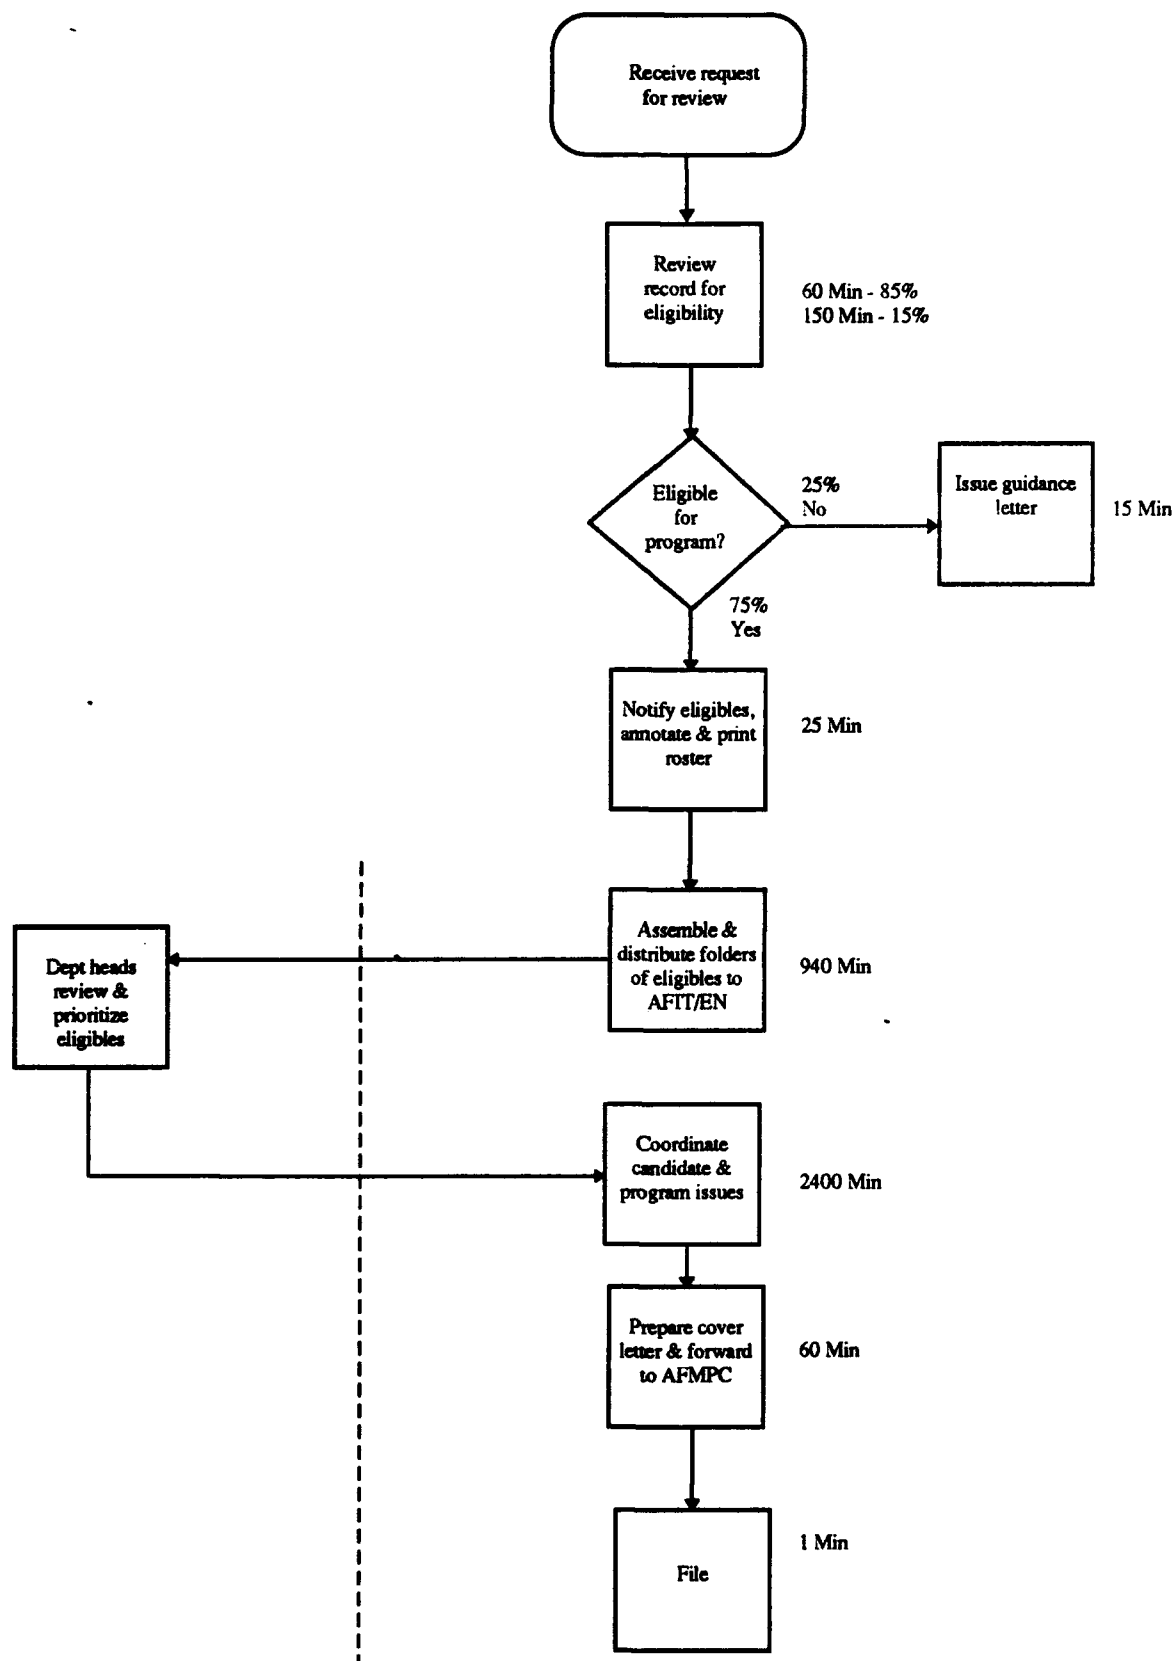 Receive request
for review
Review
record for
eligibility
60 Min - 85%
150 Min - 15%
Eligible
for
program?
25%
No
Issue guidance
letter
15 Min
75%
Yes
Notify eligibles,
annotate & print
roster
25 Min
Assemble &
distribute folders
of eligibles to
AFIT/EN
940 Min
Dept heads
review &
prioritize
eligibles
Coordinate
candidate &
program issues
2400 Min
Prepare cover
letter & forward
to AFMPC
60 Min
File
1 Min